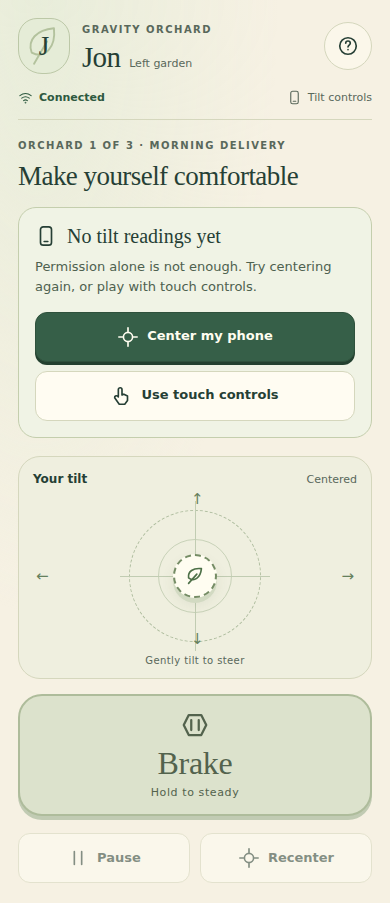 J
GRAVITY ORCHARD
Jon Left garden
Connected
Tilt controls
ORCHARD 1 OF 3 · MORNING DELIVERY
Make yourself comfortable
No tilt readings yet
Permission alone is not enough. Try centering
again, or play with touch controls.
Center my phone
Use touch controls
Your tilt
Centered
↑
←
→
↓
Gently tilt to steer
Brake
Hold to steady
Pause
Recenter